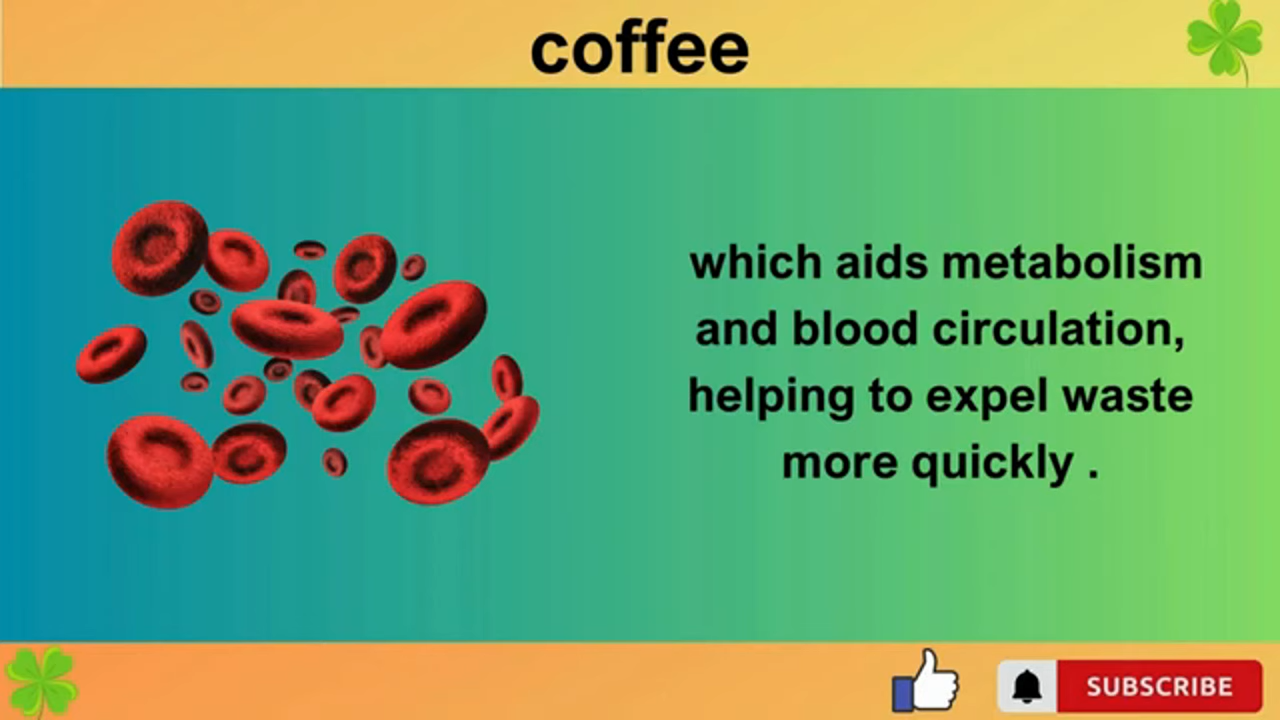 coffee
which aids metabolism
and blood circulation,
helping to expel waste
more quickly .
SUBSCRIBE